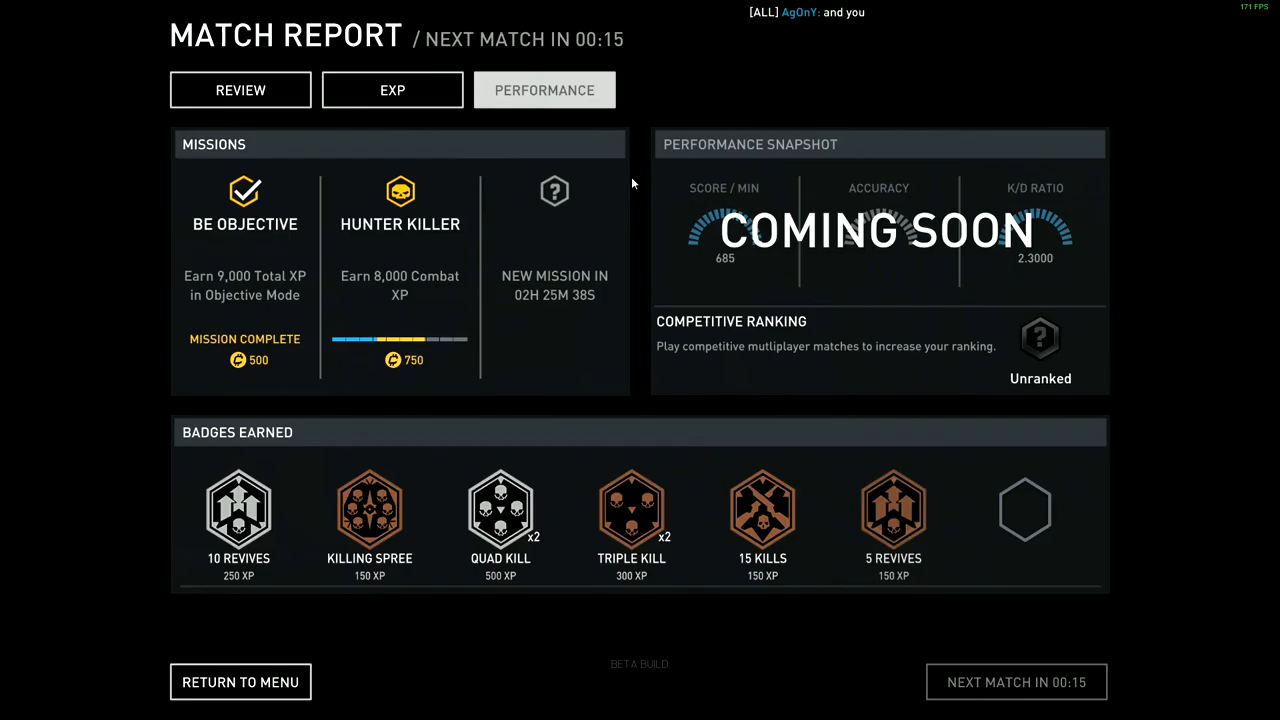 [ALL] AgOnY: and you
171 FPS
MATCH REPORT / NEXT MATCH IN 00:15
REVIEW
EXP
PERFORMANCE
MISSIONS
BE OBJECTIVE
Earn 9,000 Total XP
in Objective Mode
MISSION COMPLETE
500
HUNTER KILLER
Earn 8,000 Combat
XP
750
?
NEW MISSION IN
02H 25M 38S
PERFORMANCE SNAPSHOT
SCORE / MIN
ACCURACY
K/D RATIO
COMING SOON
685
2.3000
COMPETITIVE RANKING
Play competitive mutliplayer matches to increase your ranking.
?
Unranked
BADGES EARNED
10 REVIVES
250 XP
KILLING SPREE
150 XP
x2
QUAD KILL
500 XP
x2
TRIPLE KILL
300 XP
15 KILLS
150 XP
5 REVIVES
150 XP
BETA BUILD
RETURN TO MENU
NEXT MATCH IN 00:15